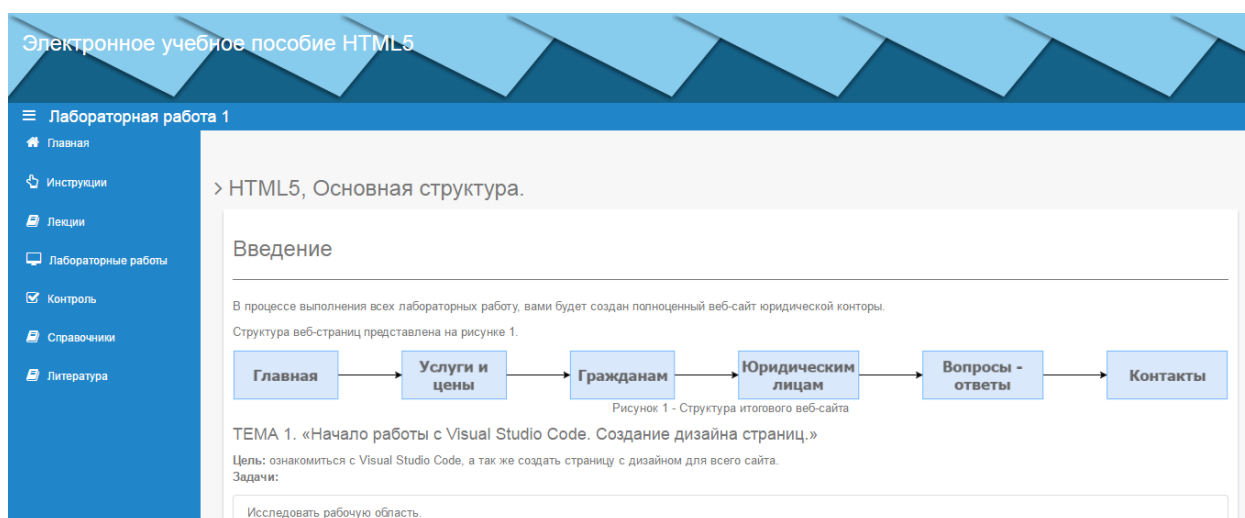 Электронное учебное пособие HTML5
Лабораторная работа 1
Главная
Инструкции
Лекции
Лабораторные работы
Контроль
Справочники
Литература
HTML5, Основная структура.
Введение
В процессе выполнения всех лабораторных работу, вами будет создан полноценный веб-сайт юридической конторы.
Структура веб-страниц представлена на рисунке 1.
Главная
Услуги и
цены
Гражданам
Юридическим
лицам
Вопросы -
ответы
Контакты
Рисунок 1 - Структура итогового веб-сайта
ТЕМА 1. «Начало работы с Visual Studio Code. Создание дизайна страниц.»
Цель: ознакомиться с Visual Studio Code, а так же создать страницу с дизайном для всего сайта.
Задачи:
Исследовать рабочую область.